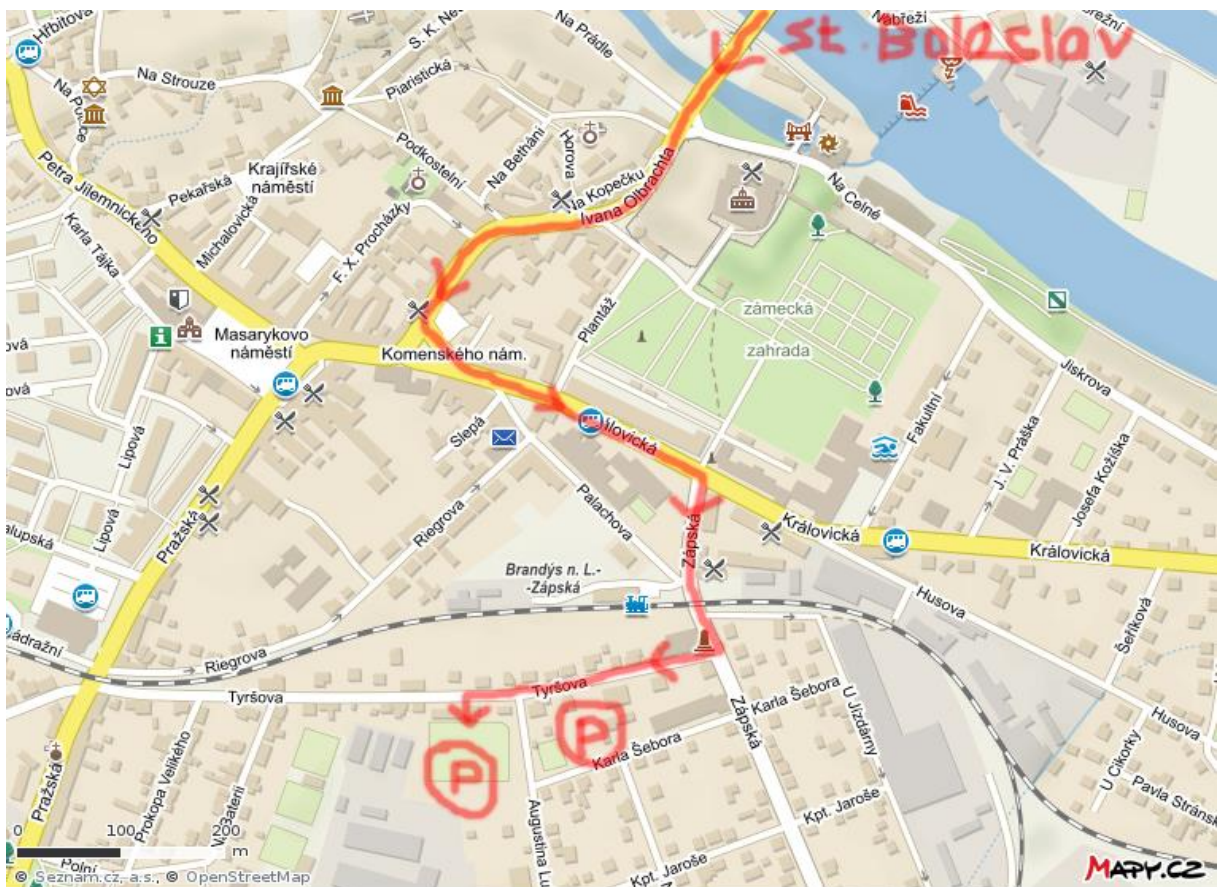 Hřbitova
St. Boleslav
Nábřeží
Na Prádle
Na Strouze
Piaristická
Podkostelní
Na Bethání
Horova
Krajířské
náměstí
Pekařská
Petra Jilemnického
Michalovická
Karla Tájka
F. X. Procházky
Na Kopečku
Ivana Olbrachta
Na Celné
Plantáž
zámecká
zahrada
Masarykovo
náměstí
Komenského nám.
Jiskrova
Fakultní
J. V. Práška
Josefa Kožíška
Lipová
Slepá
Riegrova
Palachova
Zápská
Královická
Královická
Lipová
Pražská
Brandýs n. L.-
-Zápská
Husova
Šeříková
Riegrova
Tyršova
Tyršova
Zápská
Karla Šebora
Karla Šebora
U Jízdárny
Husova
U Cikorky
P
P
Pražská
Prokopa Velikého
Augustina Lu
Kpt. Jaroše
Kpt. Jaroše
Pavla Stránsk
0 100 200
m
Polní
© Seznam.cz, a.s., © OpenStreetMap
MAPY.CZ